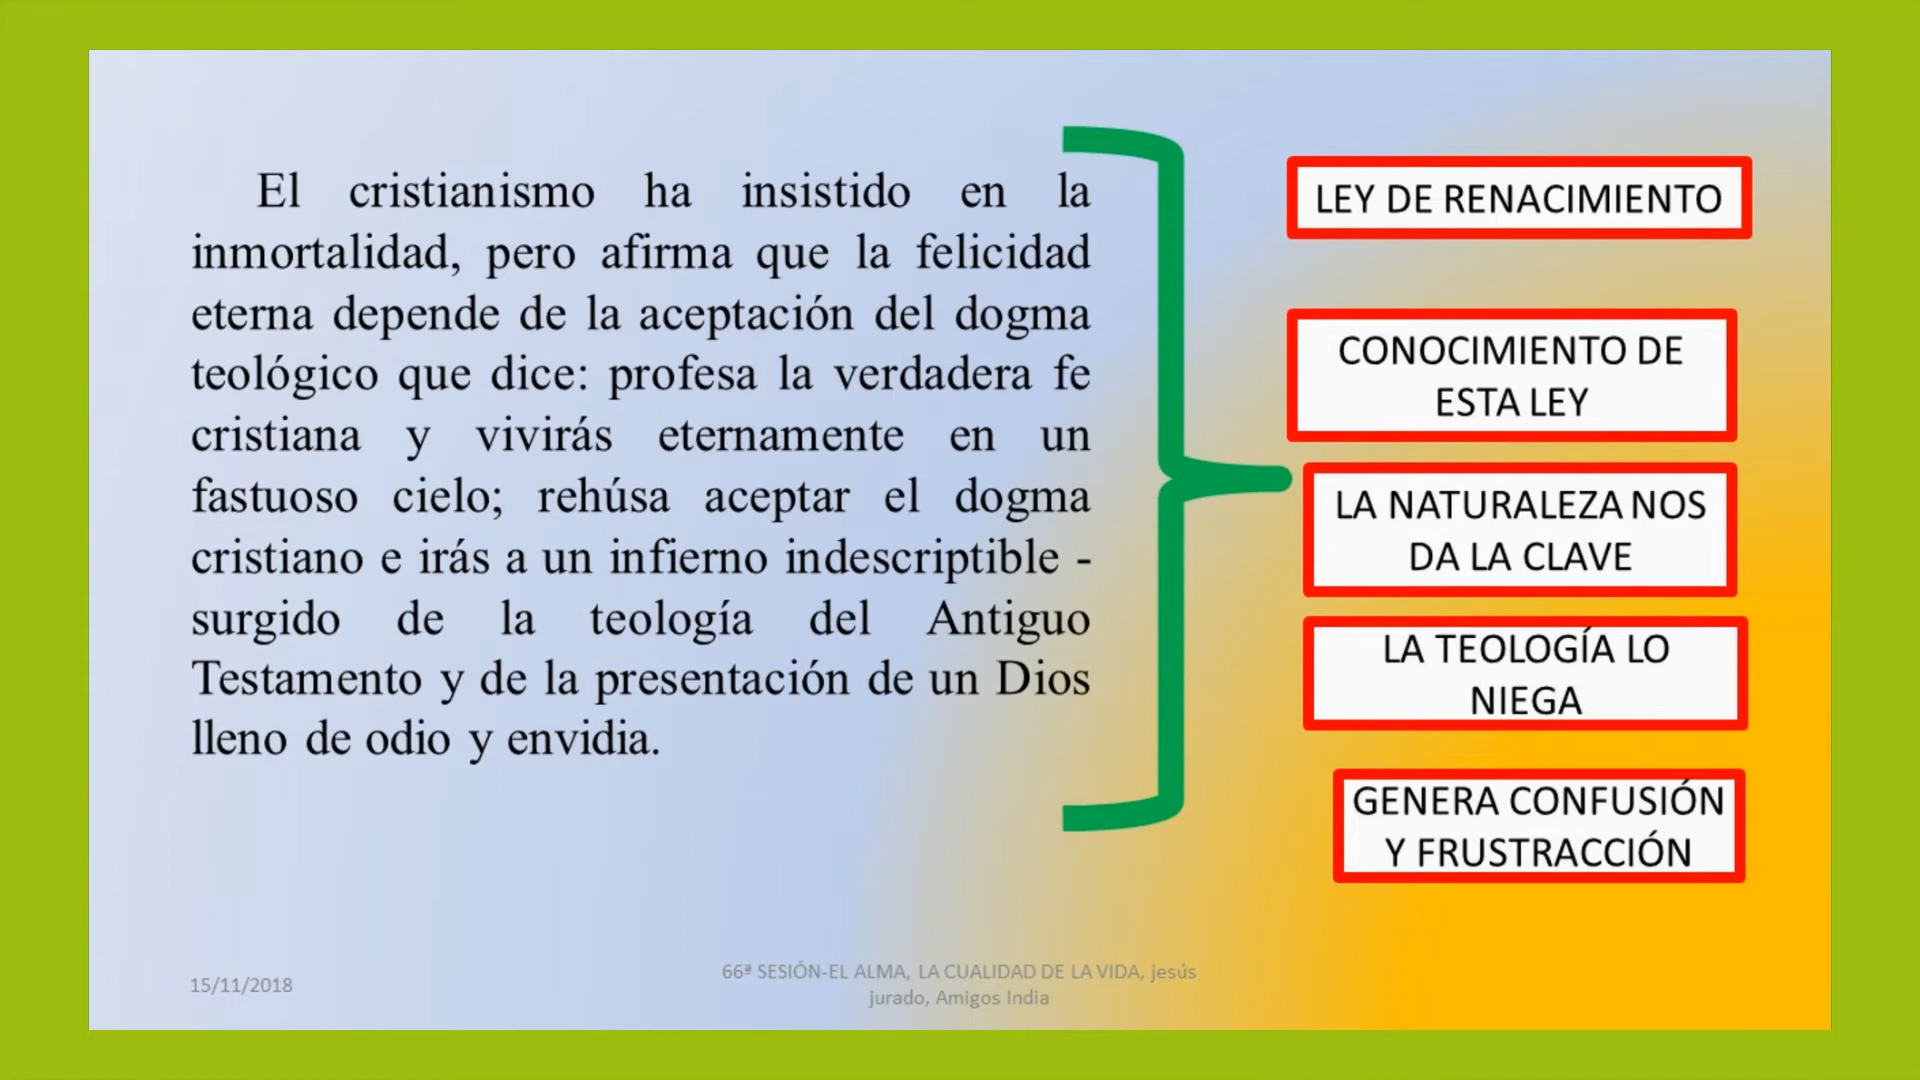 El cristianismo ha insistido en la
inmortalidad, pero afirma que la felicidad
eterna depende de la aceptación del dogma
teológico que dice: profesa la verdadera fe
cristiana y vivirás eternamente en un
fastuoso cielo; rehúsa aceptar el dogma
cristiano e irás a un infierno indescriptible -
surgido de la teología del Antiguo
Testamento y de la presentación de un Dios
lleno de odio y envidia.
LEY DE RENACIMIENTO
CONOCIMIENTO DE
ESTA LEY
LA NATURALEZA NOS
DA LA CLAVE
LA TEOLOGÍA LO
NIEGA
GENERA CONFUSIÓN
Y FRUSTRACCIÓN
15/11/2018
66ª SESIÓN-EL ALMA, LA CUALIDAD DE LA VIDA, jesús
jurado, Amigos India